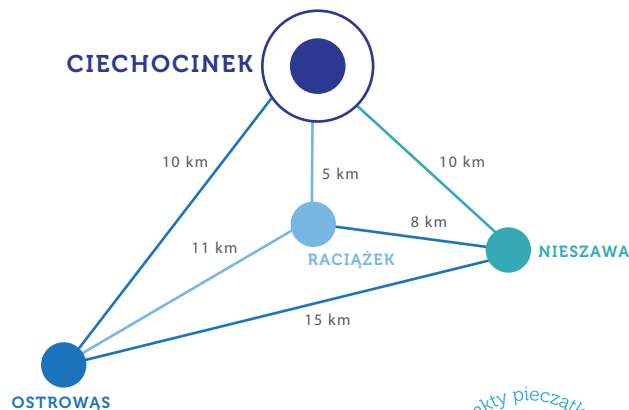 CIECHOCINEK
10 km
10 km
5 km
8 km
11 km
NIESZAWA
RACIĄŻEK
15 km
OSTROWĄS